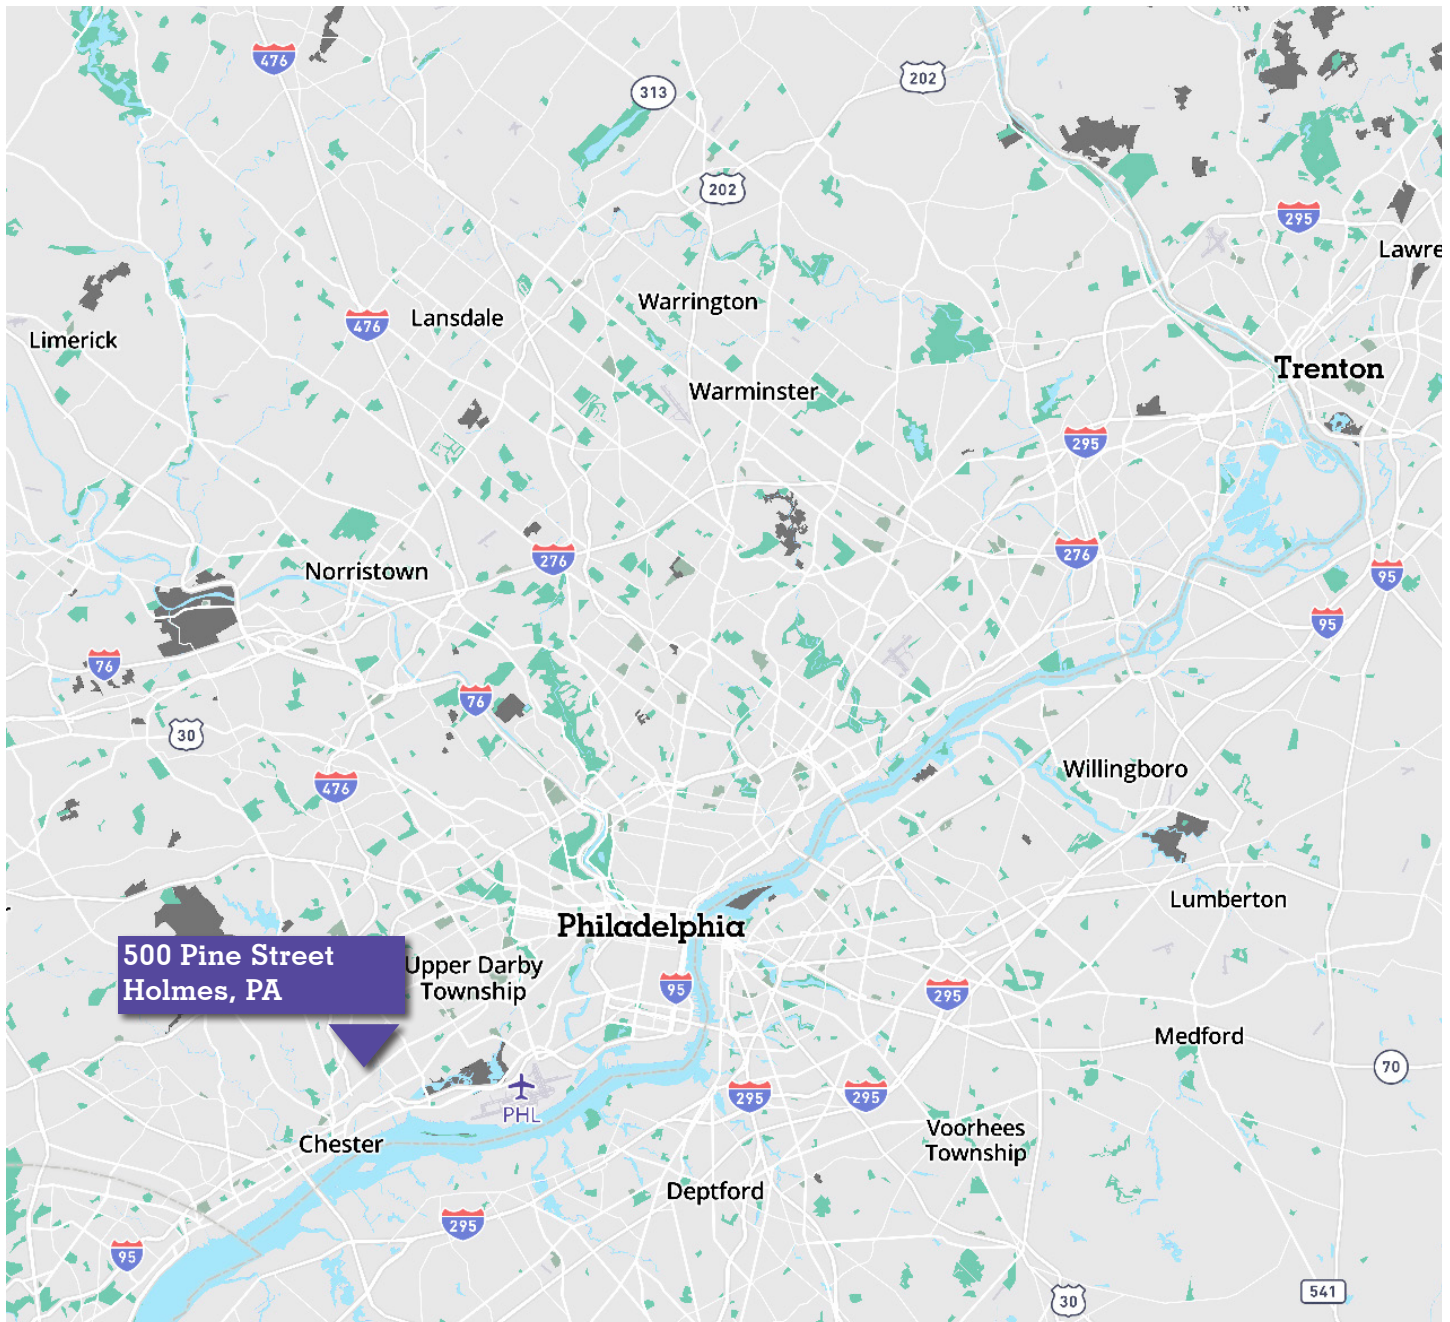 476
313
202
202
295
Lawre
Warrington
Lansdale
476
Limerick
Trenton
Warminster
295
276
276
Norristown
95
95
76
76
30
Willingboro
476
Lumberton
Philadelphia
500 Pine Street
Holmes, PA
Upper Darby
Township
95
295
Medford
70
PHL
295
295
Chester
Voorhees
Township
Deptford
295
95
541
30